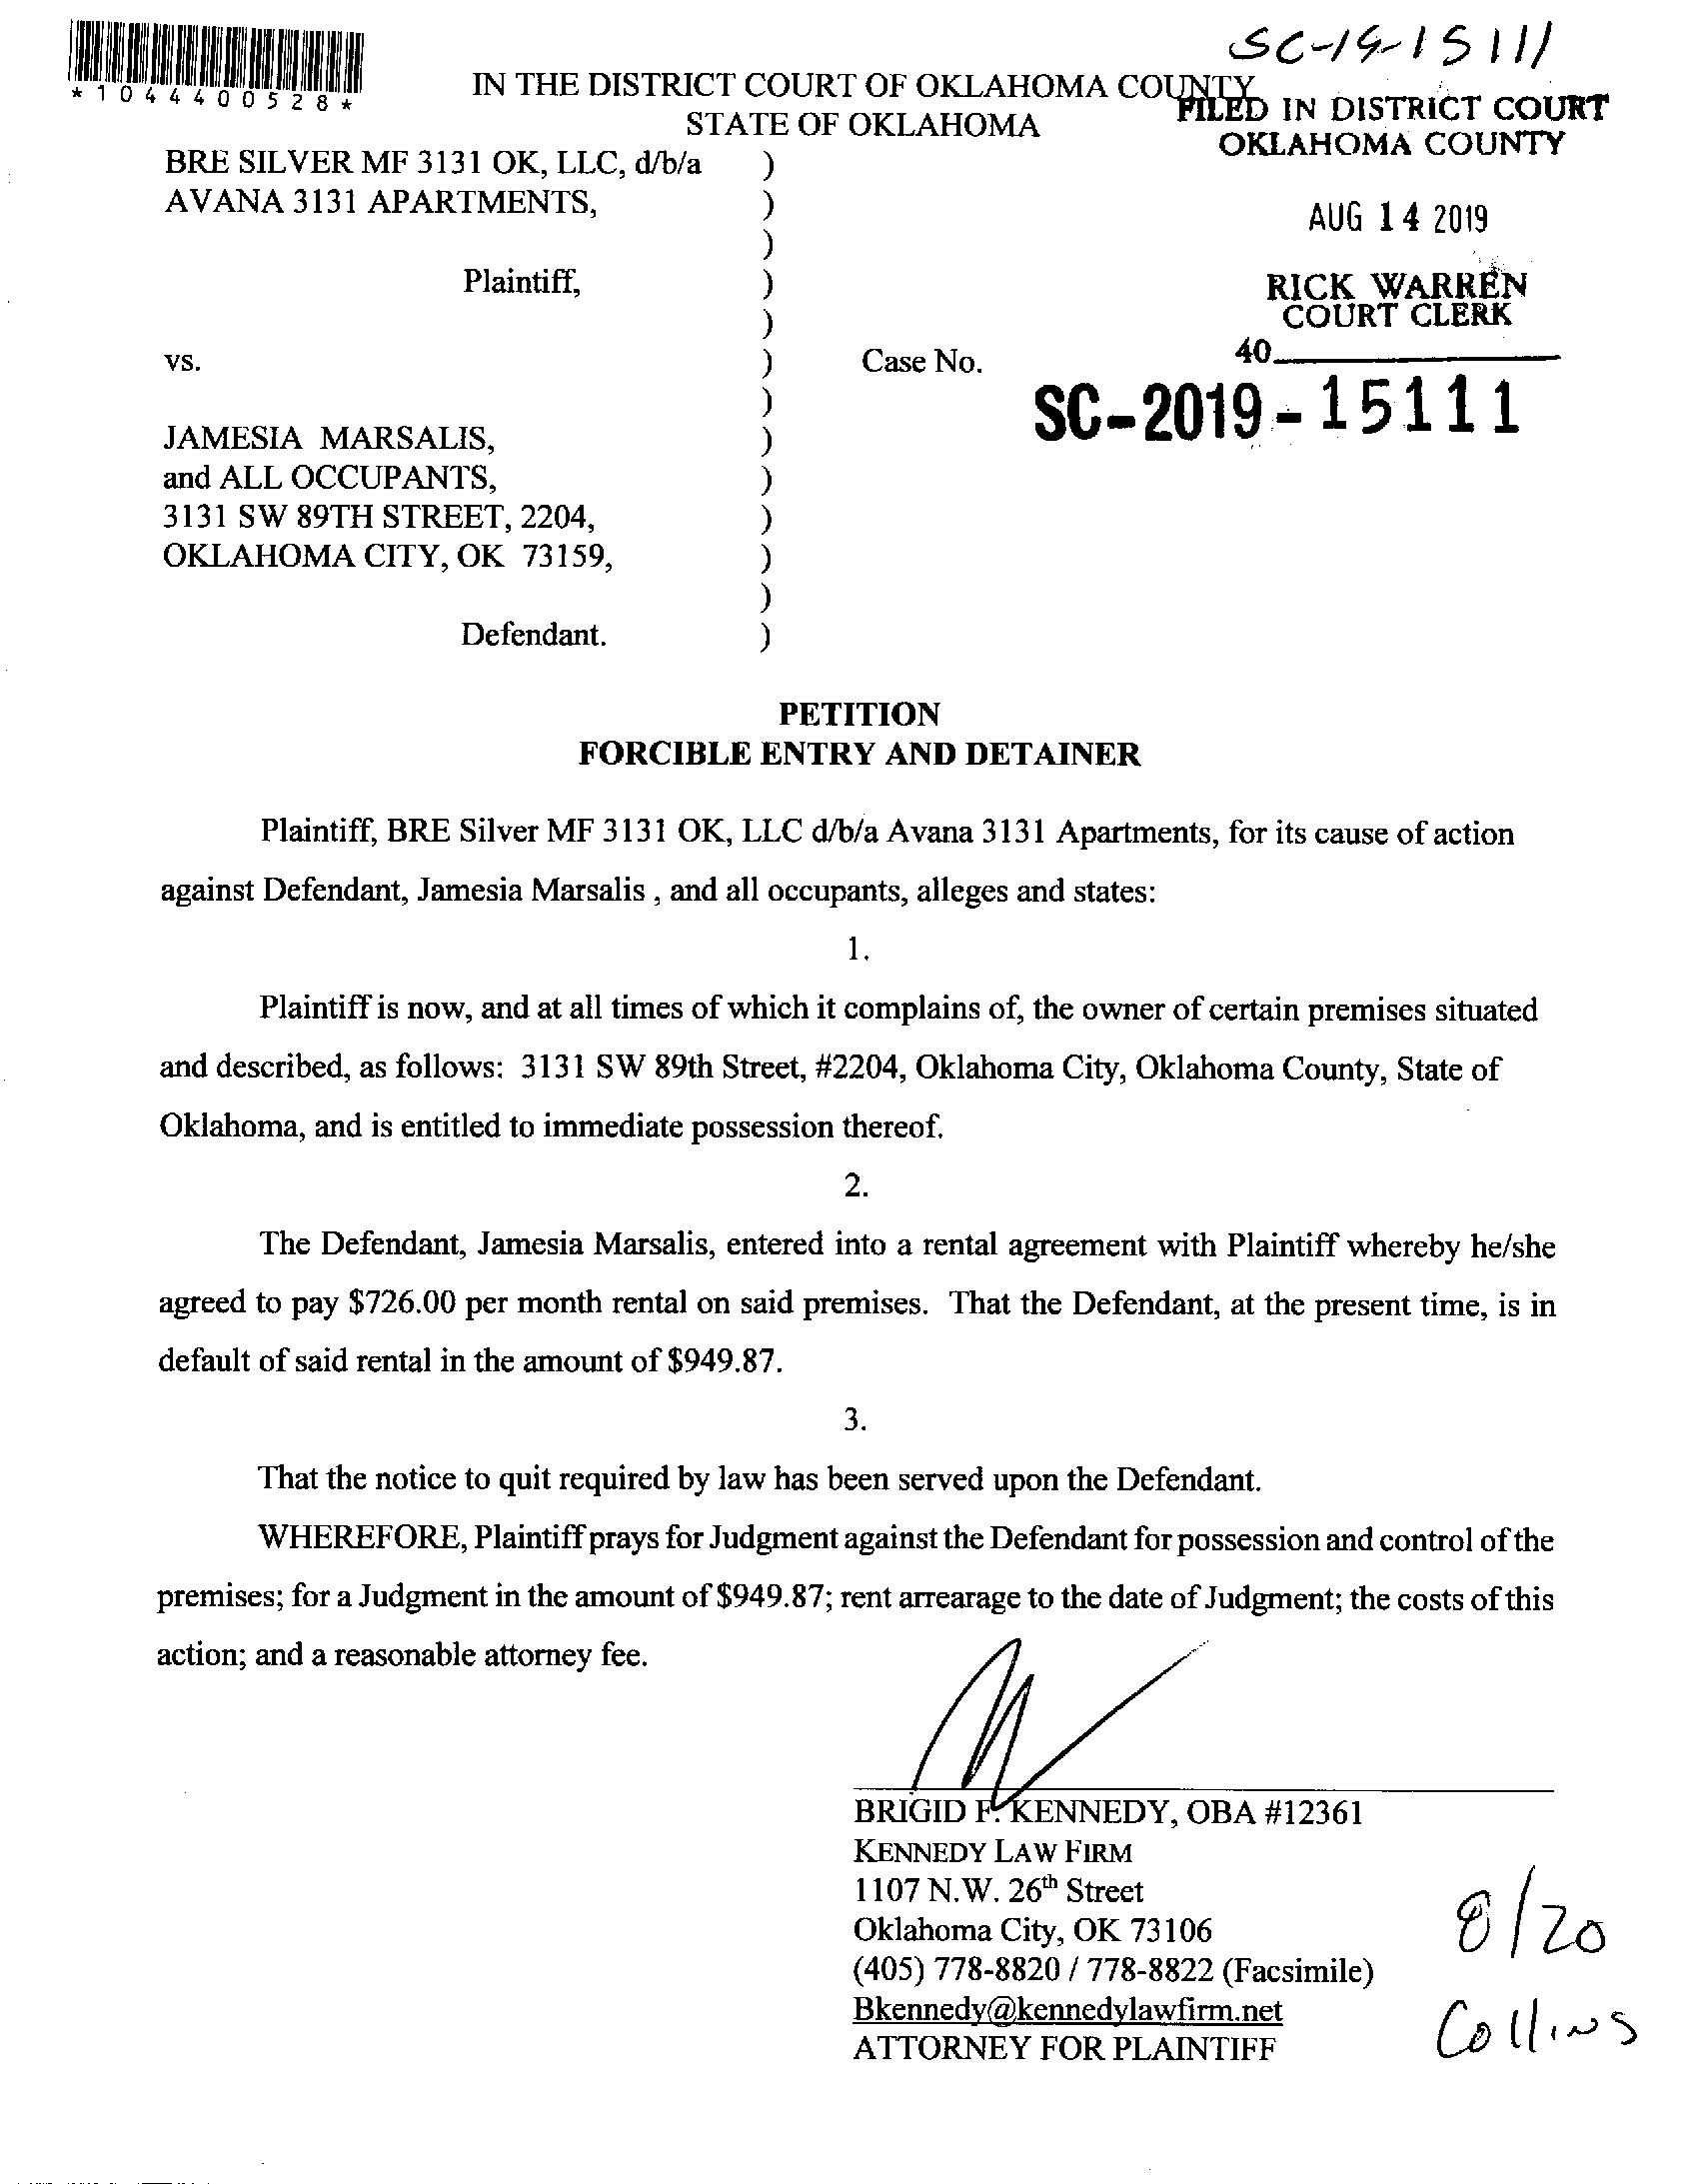 SC-19-15111
*1044400528*
IN THE DISTRICT COURT OF OKLAHOMA COUNTY
STATE OF OKLAHOMA
FILED IN DISTRICT COURT
OKLAHOMA COUNTY
AUG 14 2019
RICK WARREN
COURT CLERK
40
BRE SILVER MF 3131 OK, LLC, d/b/a )
AVANA 3131 APARTMENTS, )
)
Plaintiff, )
)
vs. ) Case No.
SC-2019-15111
)
JAMESIA MARSALIS, )
and ALL OCCUPANTS, )
3131 SW 89TH STREET, 2204, )
OKLAHOMA CITY, OK 73159, )
)
Defendant. )
PETITION
FORCIBLE ENTRY AND DETAINER
Plaintiff, BRE Silver MF 3131 OK, LLC d/b/a Avana 3131 Apartments, for its cause of action
against Defendant, Jamesia Marsalis , and all occupants, alleges and states:
1.
Plaintiff is now, and at all times of which it complains of, the owner of certain premises situated
and described, as follows: 3131 SW 89th Street, #2204, Oklahoma City, Oklahoma County, State of
Oklahoma, and is entitled to immediate possession thereof.
2.
The Defendant, Jamesia Marsalis, entered into a rental agreement with Plaintiff whereby he/she
agreed to pay $726.00 per month rental on said premises. That the Defendant, at the present time, is in
default of said rental in the amount of $949.87.
3.
That the notice to quit required by law has been served upon the Defendant.
WHEREFORE, Plaintiff prays for Judgment against the Defendant for possession and control of the
premises; for a Judgment in the amount of $949.87; rent arrearage to the date of Judgment; the costs of this
action; and a reasonable attorney fee.
BRIGID F. KENNEDY, OBA #12361
KENNEDY LAW FIRM
1107 N.W. 26th Street
Oklahoma City, OK 73106
(405) 778-8820 / 778-8822 (Facsimile)
Bkennedy@kennedylawfirm.net
ATTORNEY FOR PLAINTIFF
8/20
Collins